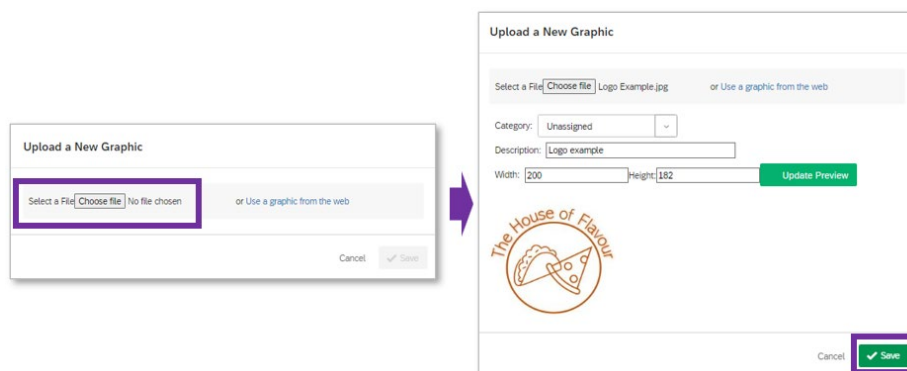 Upload a New Graphic
Select a File Choose file No file chosen or Use a graphic from the web
Cancel Save
Upload a New Graphic
Select a File Choose file Logo Example.jpg or Use a graphic from the web
Category: Unassigned
Description: Logo example
Width: 200 Height: 182 Update Preview
The House of Flavour
Cancel Save